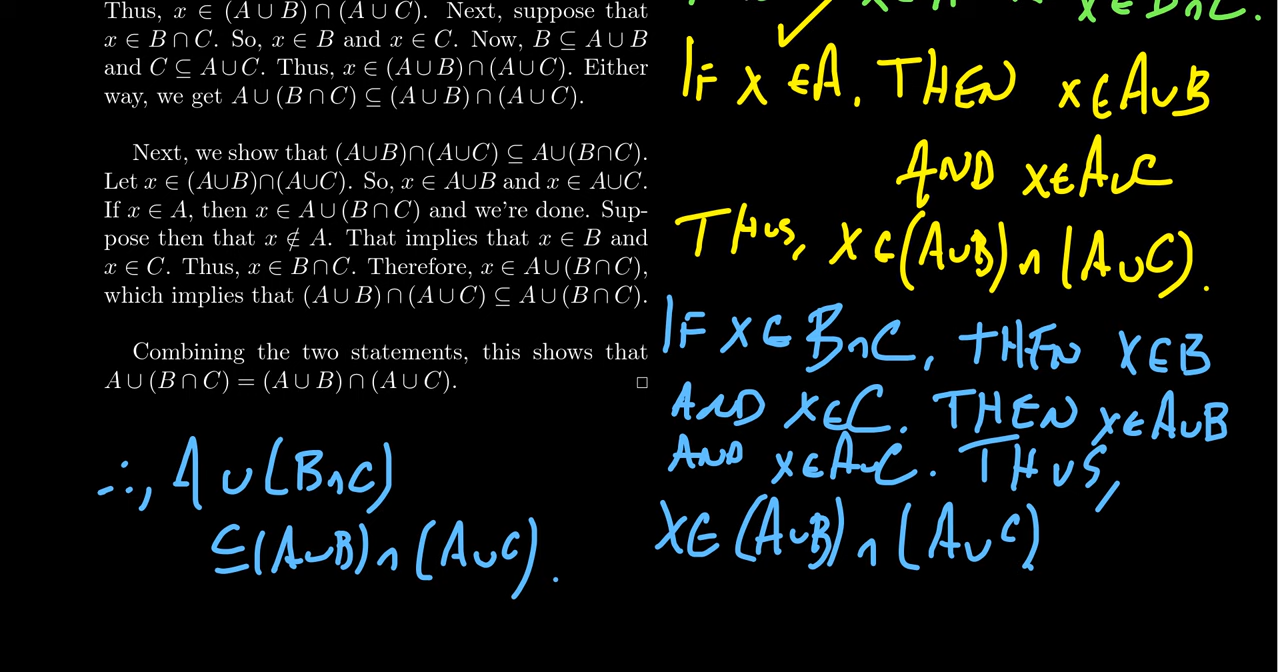 Thus, x ∈ (A ∪ B) ∩ (A ∪ C). Next, suppose that
x ∈ B ∩ C. So, x ∈ B and x ∈ C. Now, B ⊆ A ∪ B
and C ⊆ A ∪ C. Thus, x ∈ (A ∪ B) ∩ (A ∪ C). Either
way, we get A ∪ (B ∩ C) ⊆ (A ∪ B) ∩ (A ∪ C).
Next, we show that (A∪B)∩(A∪C) ⊆ A∪(B∩C).
Let x ∈ (A∪B)∩(A∪C). So, x ∈ A∪B and x ∈ A∪C.
If x ∈ A, then x ∈ A ∪ (B ∩ C) and we're done. Sup-
pose then that x ∉ A. That implies that x ∈ B and
x ∈ C. Thus, x ∈ B ∩ C. Therefore, x ∈ A ∪ (B ∩ C),
which implies that (A ∪ B) ∩ (A ∪ C) ⊆ A ∪ (B ∩ C).
Combining the two statements, this shows that
A ∪ (B ∩ C) = (A ∪ B) ∩ (A ∪ C). □
∴, A ∪ (B∩C)
⊆ (A∪B) ∩ (A∪C).
x ∈ B∩C.
IF X ∈ A, THEN X ∈ A∪B
AND X ∈ A∪C
THUS, X ∈ (A∪B) ∩ (A∪C).
IF X ∈ B∩C, THEN X ∈ B
AND X ∈ C. THEN X ∈ A∪B
AND X ∈ A∪C. THUS,
X ∈ (A∪B) ∩ (A∪C)